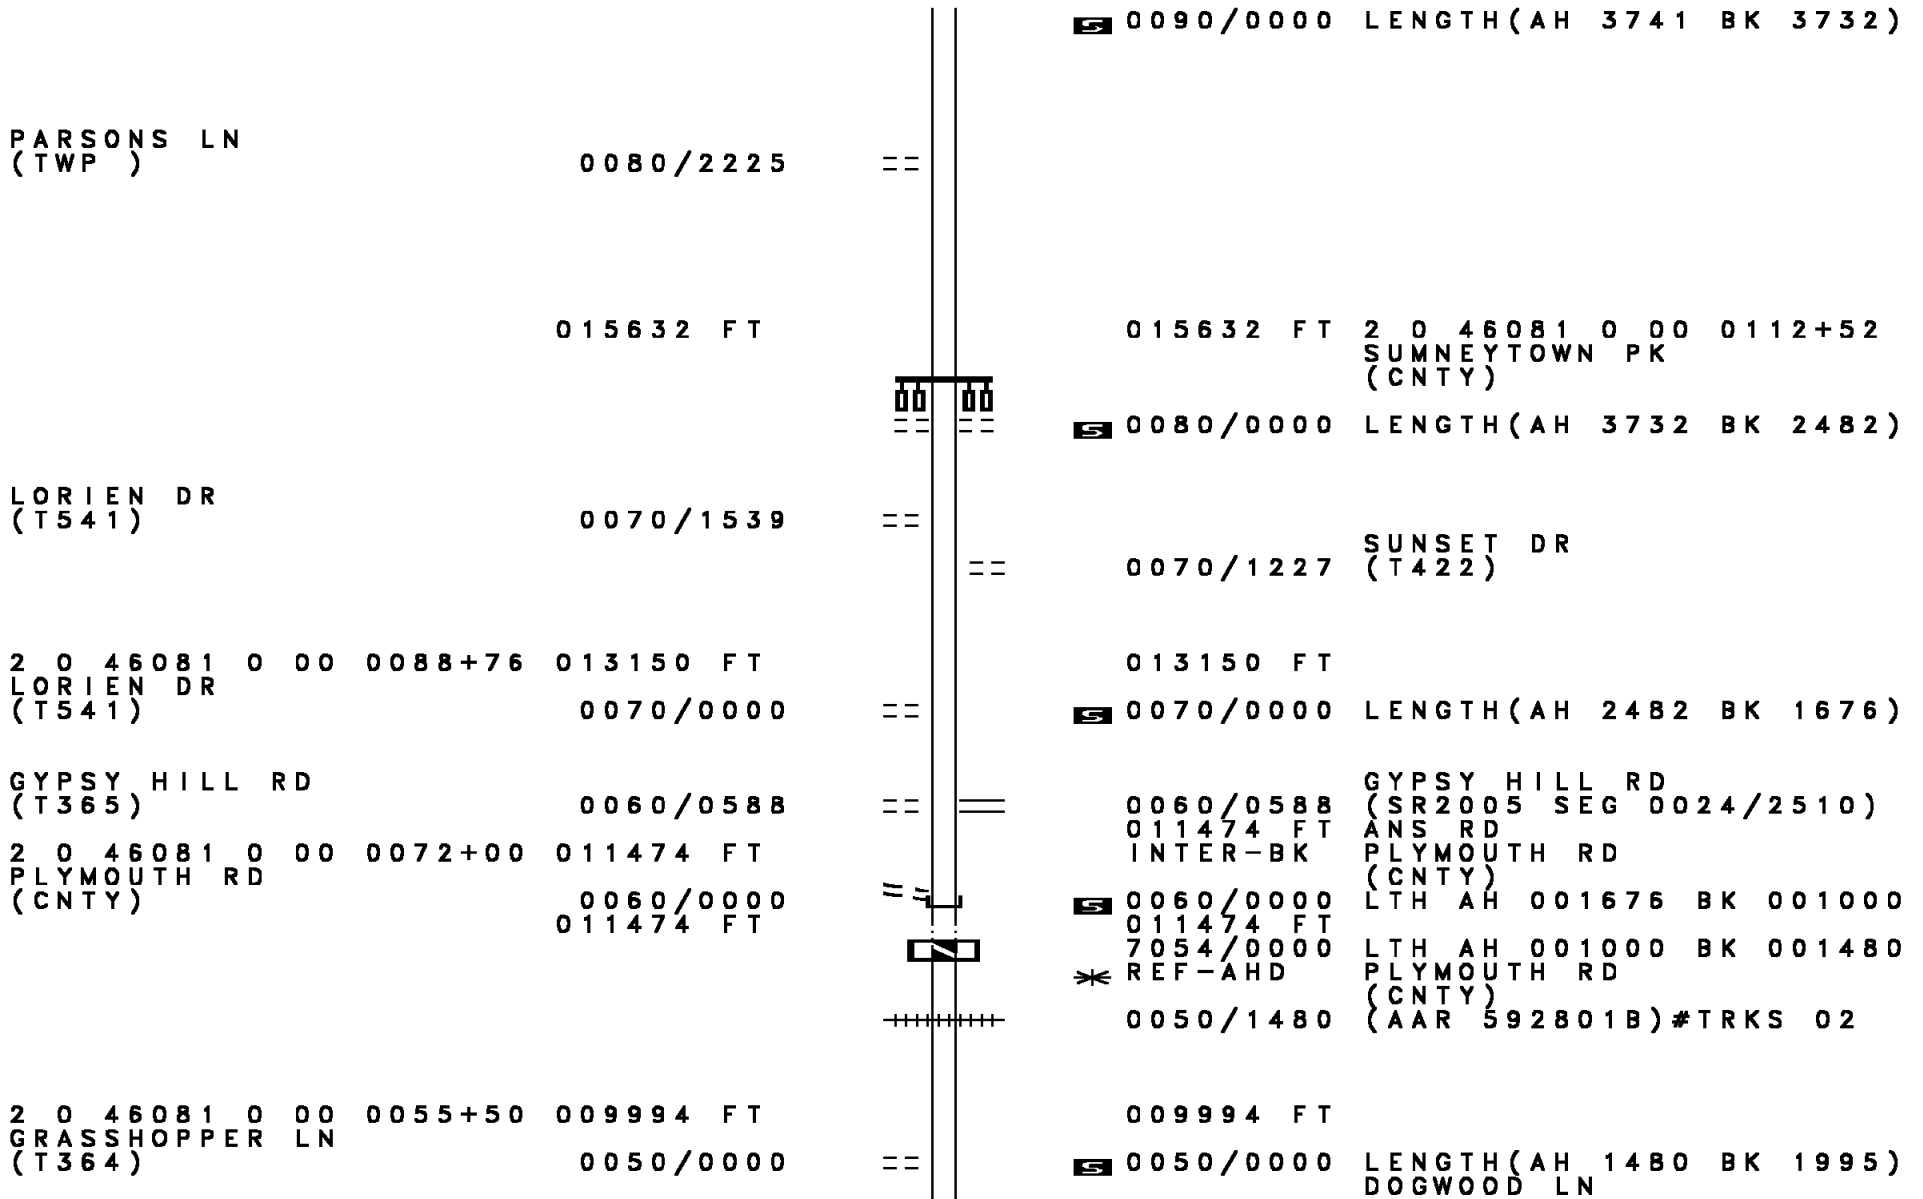 0090/0000 LENGTH(AH 3741 BK 3732)
PARSONS LN
(TWP ) 0080/2225
015632 FT 015632 FT 2 0 46081 0 00 0112+52
SUMNEYTOWN PK
(CNTY)
S 0080/0000 LENGTH(AH 3732 BK 2482)
LORIEN DR
(T541) 0070/1539
SUNSET DR
0070/1227 (T422)
2 0 46081 0 00 0088+76 013150 FT 013150 FT
LORIEN DR
(T541) 0070/0000 S 0070/0000 LENGTH(AH 2482 BK 1676)
GYPSY HILL RD GYPSY HILL RD
(T365) 0060/0588 0060/0588 (SR2005 SEG 0024/2510)
011474 FT ANS RD
2 0 46081 0 00 0072+00 011474 FT INTER-BK PLYMOUTH RD
PLYMOUTH RD (CNTY)
(CNTY) 0060/0000 S 0060/0000 LTH AH 001676 BK 001000
011474 FT 011474 FT
7054/0000 LTH AH 001000 BK 001480
REF-AHD PLYMOUTH RD
(CNTY)
0050/1480 (AAR 592801B)#TRKS 02
2 0 46081 0 00 0055+50 009994 FT 009994 FT
GRASSHOPPER LN
(T364) 0050/0000 S 0050/0000 LENGTH(AH 1480 BK 1995)
DOGWOOD LN